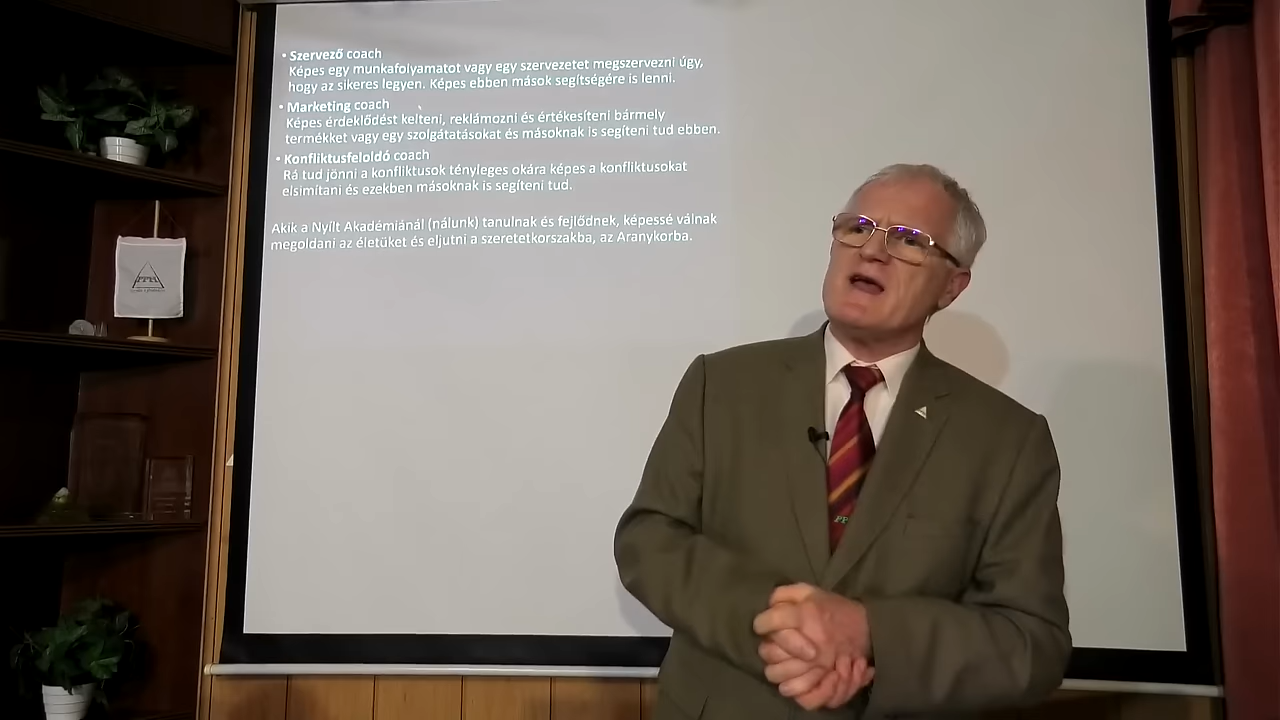 • Szervező coach
Képes egy munkafolyamatot vagy egy szervezetet megszervezni úgy,
hogy az sikeres legyen. Képes ebben mások segítségére is lenni.
• Marketing coach
Képes érdeklődést kelteni, reklámozni és értékesíteni bármely
termékket vagy egy szolgátatásokat és másoknak is segíteni tud ebben.
• Konfliktusfeloldó coach
Rá tud jönni a konfliktusok tényleges okára képes a konfliktusokat
elsimítani és ezekben másoknak is segíteni tud.
Akik a Nyílt Akadémiánál (nálunk) tanulnak és fejlődnek, képessé válnak
megoldani az életüket és eljutni a szeretetkorszakba, az Aranykorba.